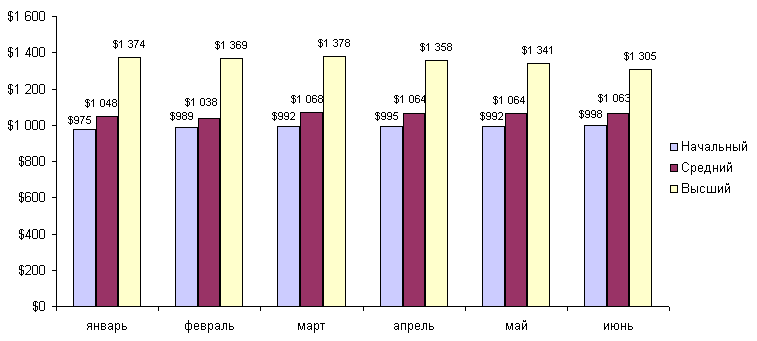 $1 600
$1 400
$1 200
$1 000
$800
$600
$400
$200
$0
$975 $1 048 $1 374
$989 $1 038 $1 369
$992 $1 068 $1 378
$995 $1 064 $1 358
$992 $1 064 $1 341
$998 $1 063 $1 305
январь февраль март апрель май июнь
Начальный
Средний
Высший